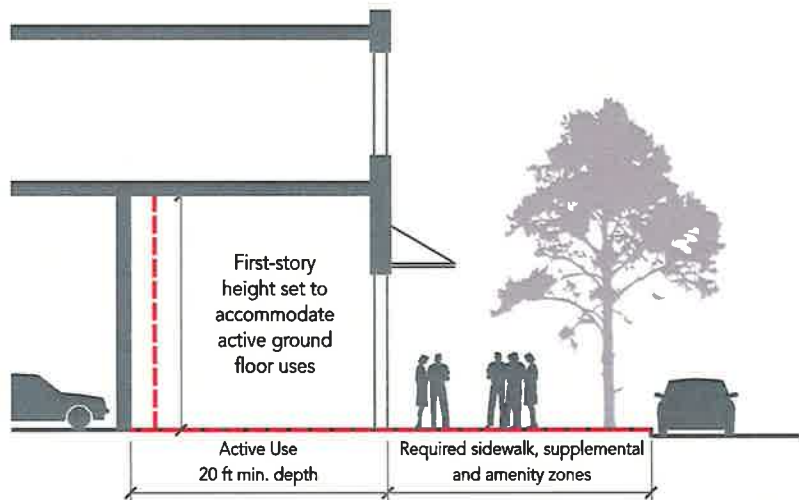 First-story
height set to
accommodate
active ground
floor uses
Active Use
20 ft min. depth
Required sidewalk, supplemental
and amenity zones